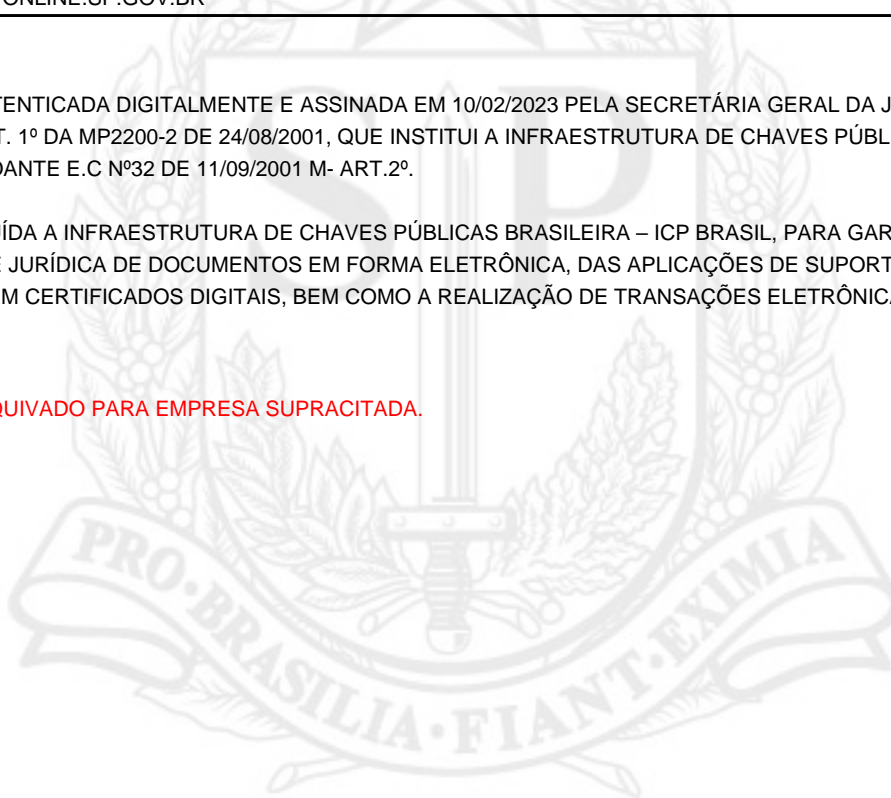 ONLINE.SP.GOV.BR
TENTICADA DIGITALMENTE E ASSINADA EM 10/02/2023 PELA SECRETÁRIA GERAL DA J
T. 1º DA MP2200-2 DE 24/08/2001, QUE INSTITUI A INFRAESTRUTURA DE CHAVES PÚBL
DANTE E.C Nº32 DE 11/09/2001 M- ART.2º.
UÍDA A INFRAESTRUTURA DE CHAVES PÚBLICAS BRASILEIRA – ICP BRASIL, PARA GAR
E JURÍDICA DE DOCUMENTOS EM FORMA ELETRÔNICA, DAS APLICAÇÕES DE SUPORT
EM CERTIFICADOS DIGITAIS, BEM COMO A REALIZAÇÃO DE TRANSAÇÕES ELETRÔNICA
QUIVADO PARA EMPRESA SUPRACITADA.
SP
PRO·BRASILIA·FIANT·EXIMIA